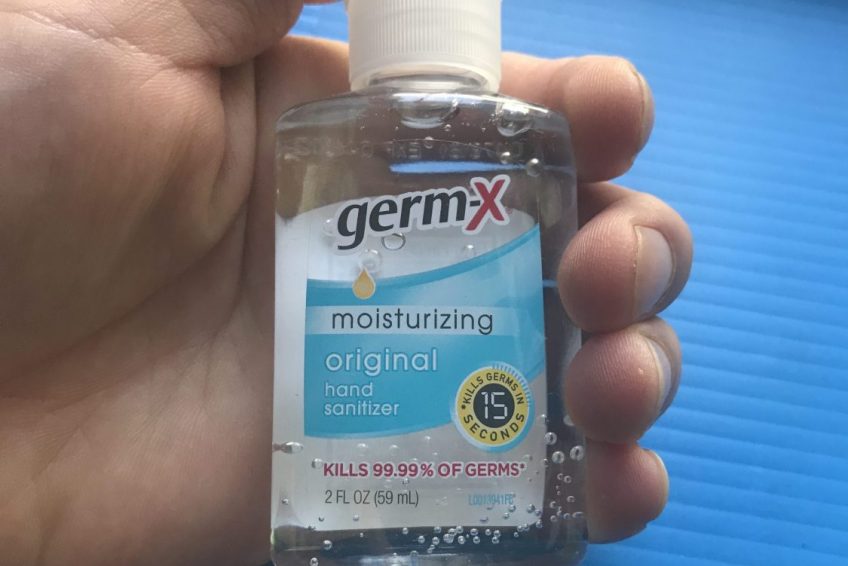 germ-X
moisturizing
original
hand
sanitizer
*KILLS GERMS IN
15
SECONDS
KILLS 99.99% OF GERMS*
2 FL OZ (59 mL)